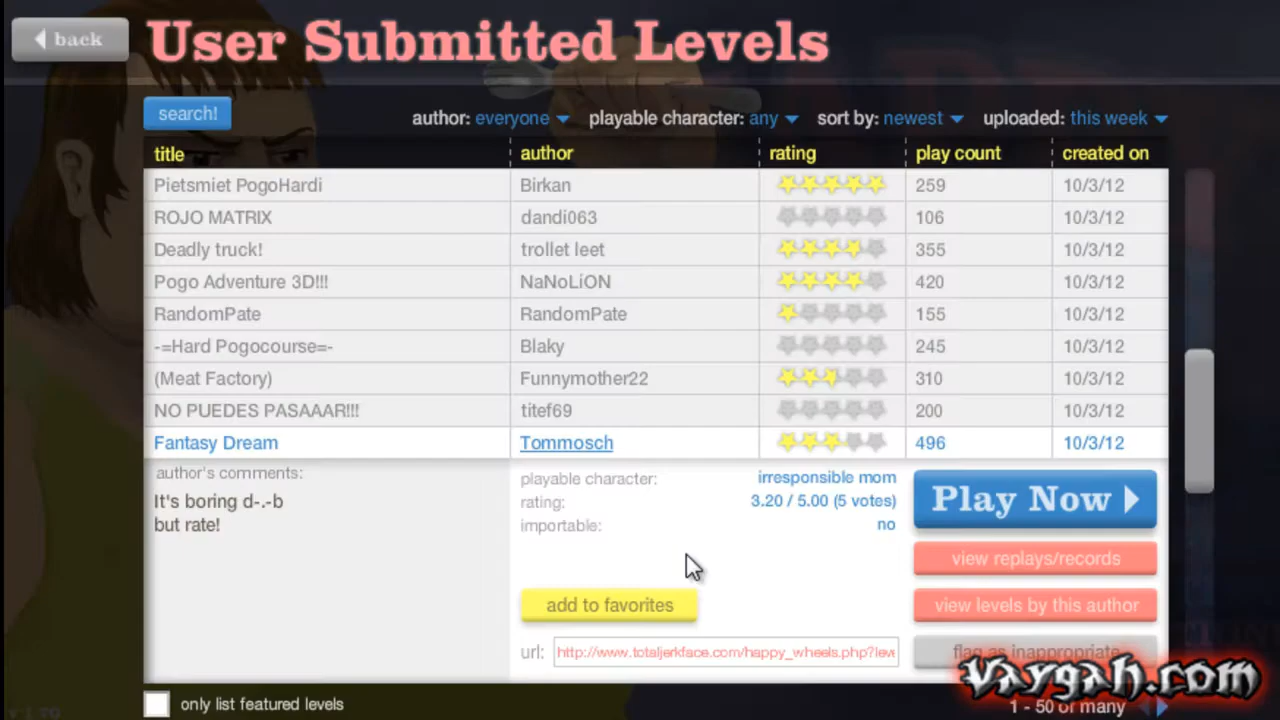 back
User Submitted Levels
search!
author: everyone playable character: any sort by: newest uploaded: this week
title author rating play count created on
Pietsmiet PogoHardi Birkan 259 10/3/12
ROJO MATRIX dandi063 106 10/3/12
Deadly truck! trollet leet 355 10/3/12
Pogo Adventure 3D!!! NaNoLiON 420 10/3/12
RandomPate RandomPate 155 10/3/12
-=Hard Pogocourse=- Blaky 245 10/3/12
(Meat Factory) Funnymother22 310 10/3/12
NO PUEDES PASAAAR!!! titef69 200 10/3/12
Fantasy Dream Tommosch 496 10/3/12
author's comments:
It's boring d-.-b
but rate!
playable character: irresponsible mom
rating: 3.20 / 5.00 (5 votes)
importable: no
Play Now
view replays/records
add to favorites
view levels by this author
url: http://www.totaljerkface.com/happy_wheels.php?leve
flag as inappropriate
Vaygah.com
only list featured levels
1 - 50 of many